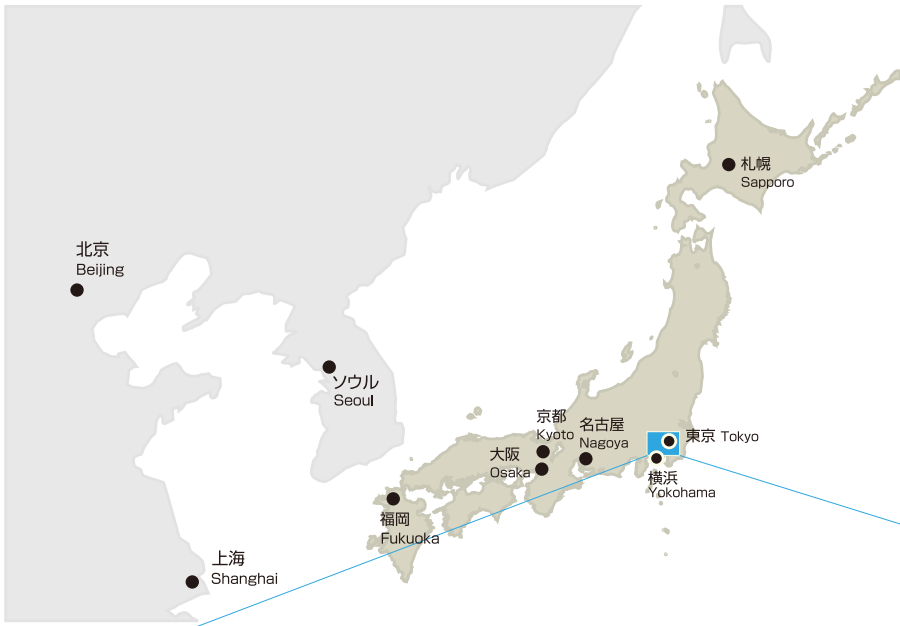 札幌
Sapporo
北京
Beijing
ソウル
Seoul
京都
Kyoto
名古屋
Nagoya
東京 Tokyo
大阪
Osaka
横浜
Yokohama
福岡
Fukuoka
上海
Shanghai